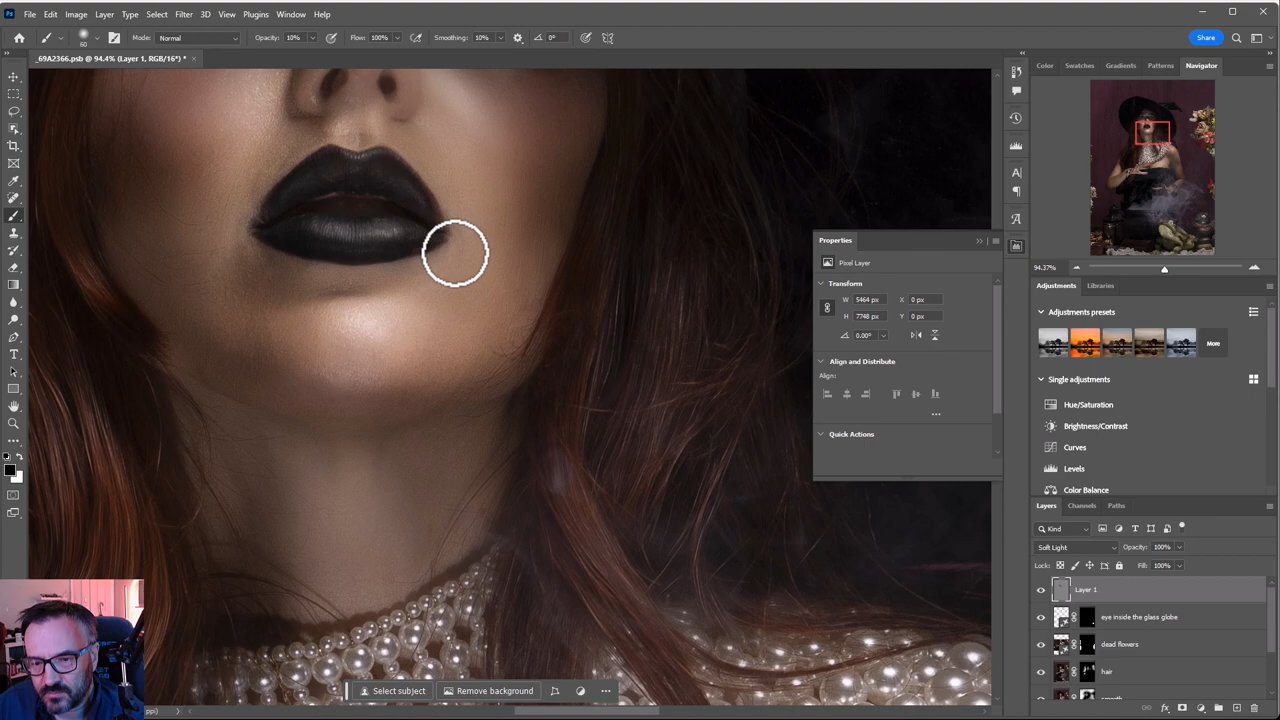 Ps File Edit Image Layer Type Select Filter 3D View Plugins Window Help
60 Mode: Normal Opacity: 10% Flow: 100% Smoothing: 10% 0° Share
_69A2366.psb @ 94.4% (Layer 1, RGB/16*) * ×
Color Swatches Gradients Patterns Navigator
94.37%
Properties
Pixel Layer
Transform
W 5464 px X 0 px
H 7748 px Y 0 px
0.00°
Align and Distribute
Align:
Quick Actions
Adjustments Libraries
Adjustments presets
More
Single adjustments
Hue/Saturation
Brightness/Contrast
Curves
Levels
Color Balance
Layers Channels Paths
Kind
Soft Light Opacity: 100%
Lock: Fill: 100%
Layer 1
eye inside the glass globe
dead flowers
hair
Select subject Remove background
ppi)